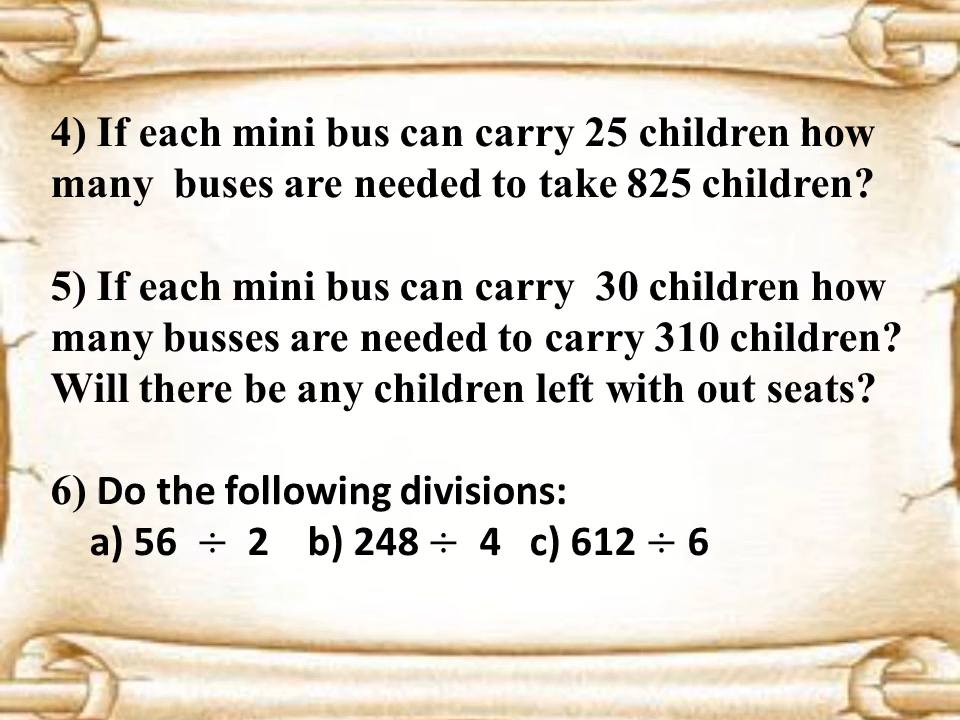 4) If each mini bus can carry 25 children how
many buses are needed to take 825 children?
5) If each mini bus can carry 30 children how
many busses are needed to carry 310 children?
Will there be any children left with out seats?
6) Do the following divisions:
a) 56 ÷ 2 b) 248 ÷ 4 c) 612 ÷ 6